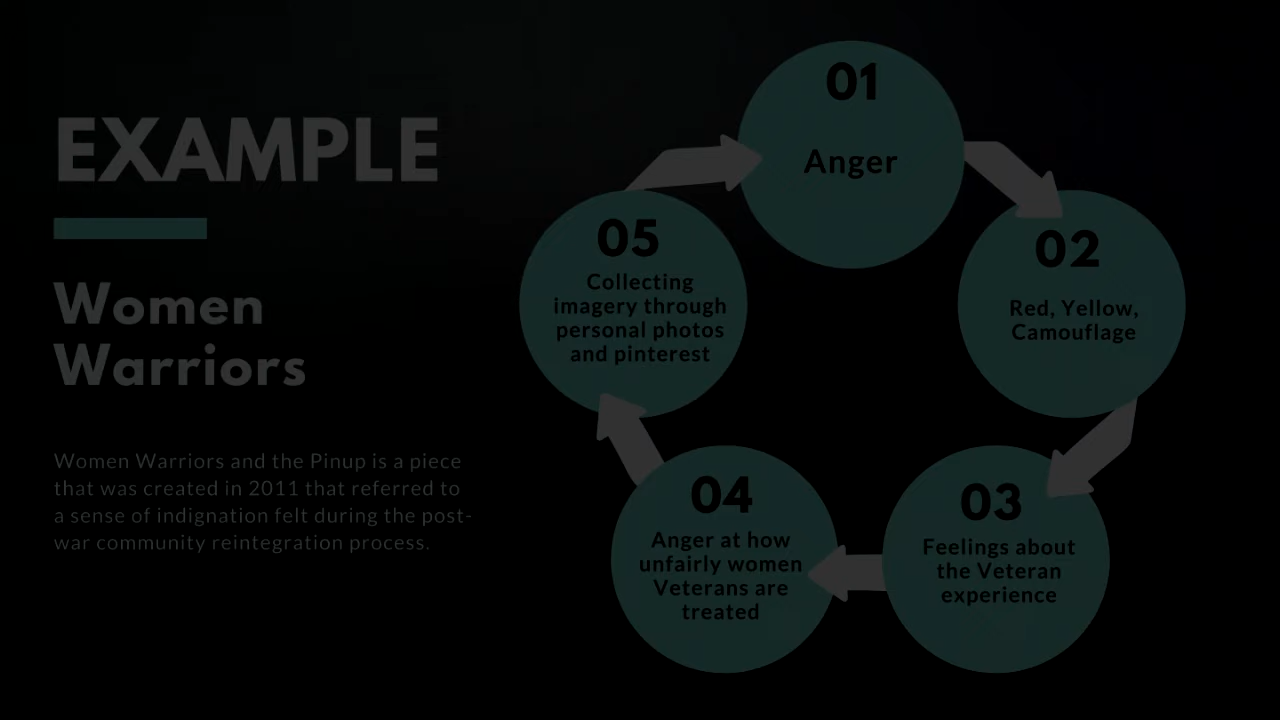 EXAMPLE
Women
Warriors
Women Warriors and the Pinup is a piece
that was created in 2011 that referred to
a sense of indignation felt during the post-
war community reintegration process.
01
Anger
02
Red, Yellow,
Camouflage
03
Feelings about
the Veteran
experience
04
Anger at how
unfairly women
Veterans are
treated
05
Collecting
imagery through
personal photos
and pinterest